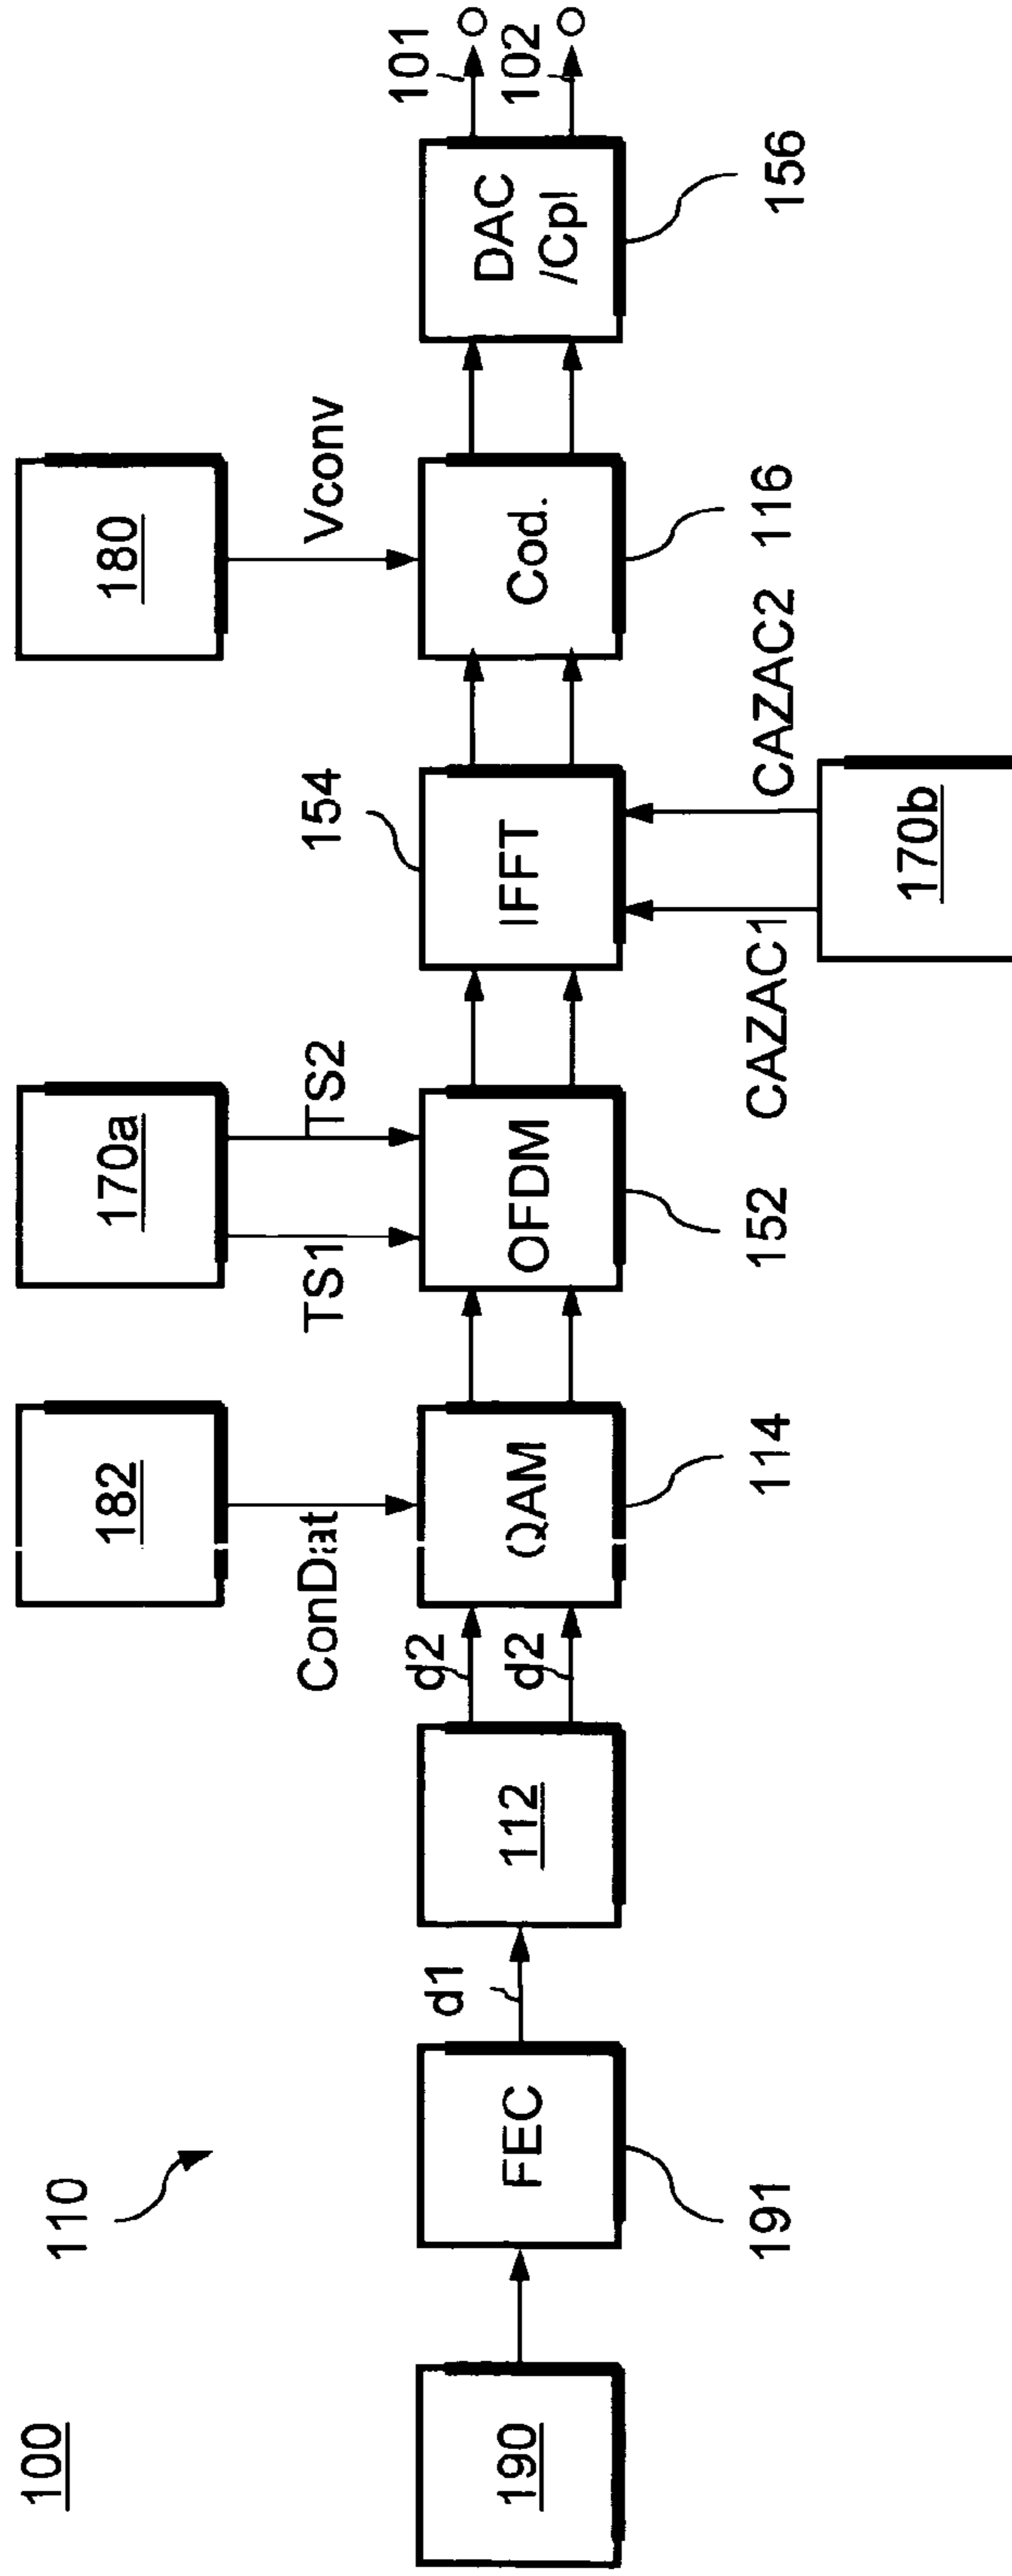 100
110
182
170a
180
ConDat
TS1
TS2
Vconv
154
190
FEC
d1
112
d2
d2
QAM
OFDM
IFFT
Cod.
DAC
/Cpl
101
102
191
114
152
CAZAC1
CAZAC2
116
156
170b